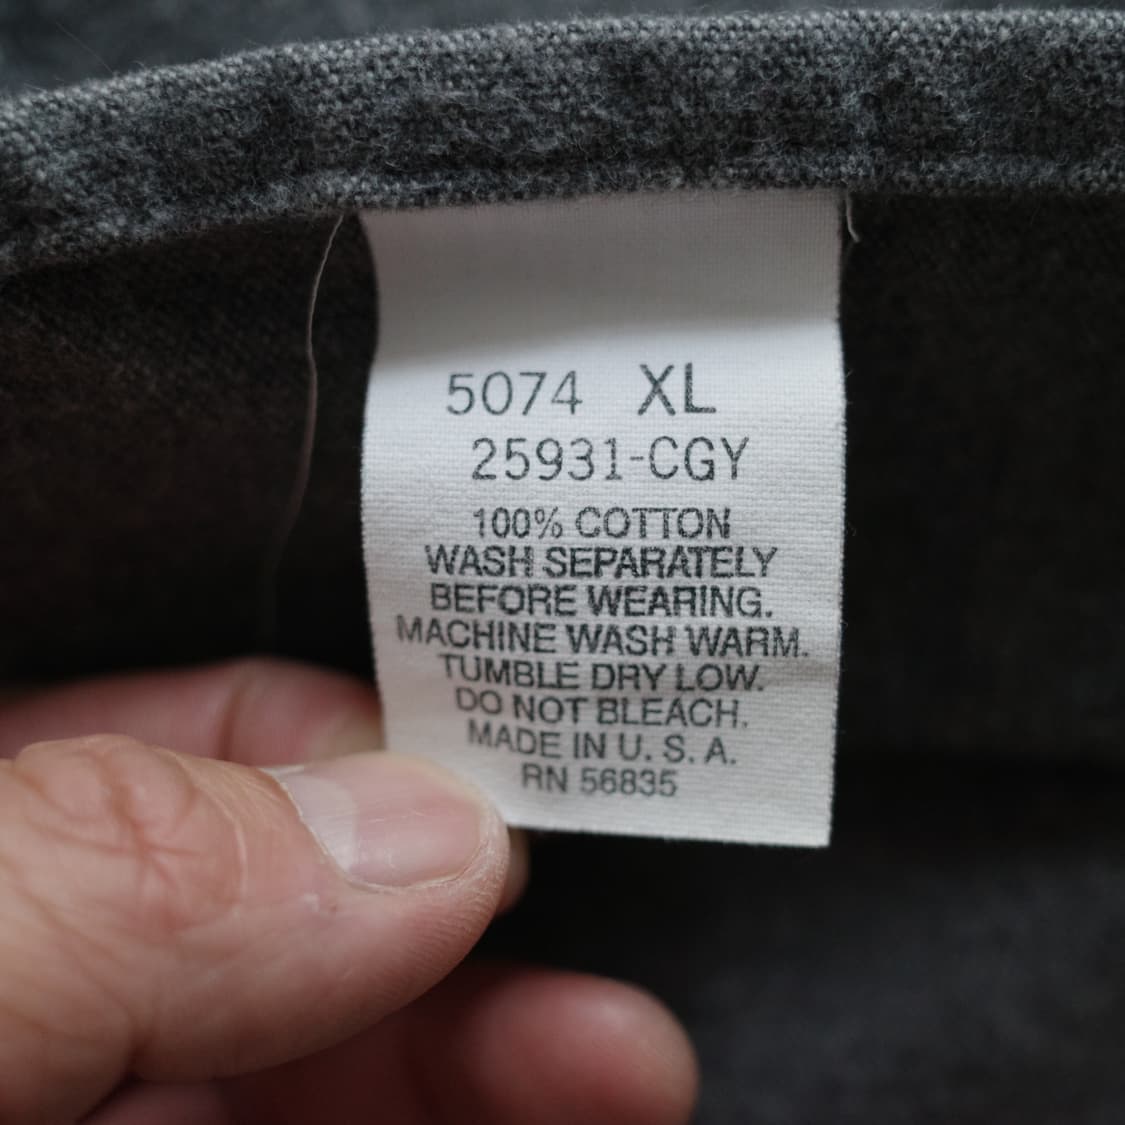 5074 XL
25931-CGY
100% COTTON
WASH SEPARATELY
BEFORE WEARING.
MACHINE WASH WARM.
TUMBLE DRY LOW.
DO NOT BLEACH.
MADE IN U. S. A.
RN 56835